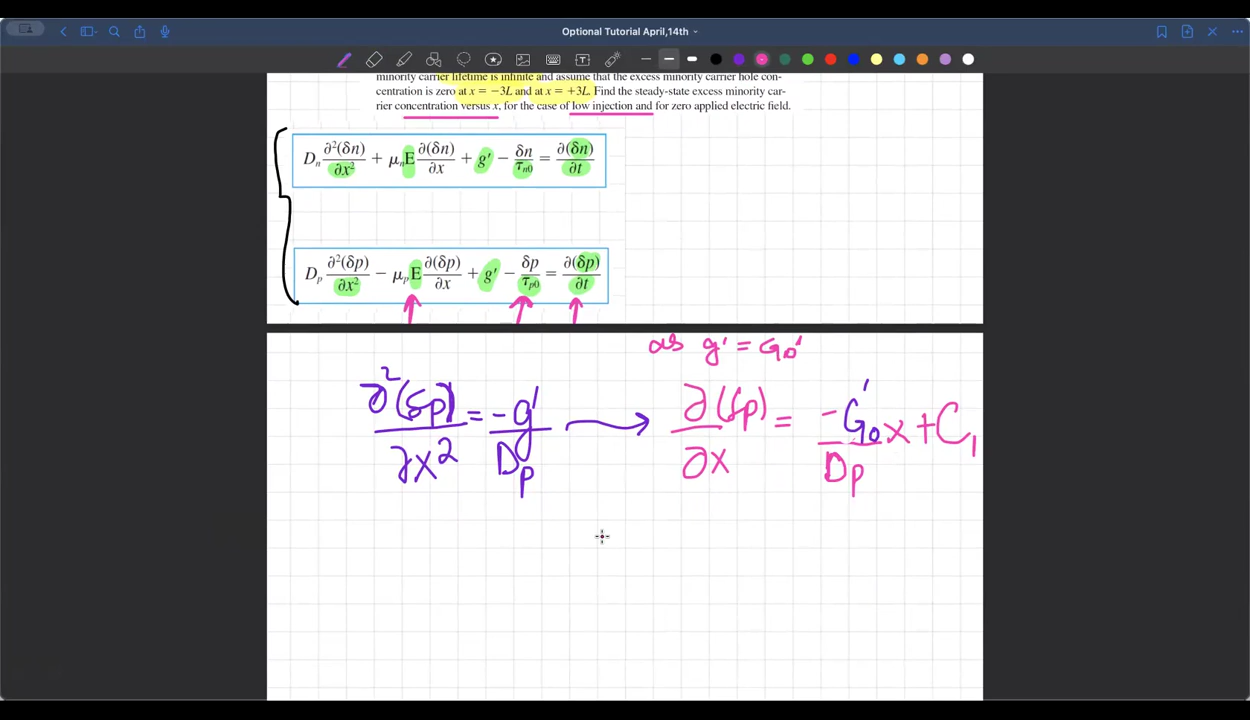 Optional Tutorial April,14th
minority carrier lifetime is infinite and assume that the excess minority carrier hole con-
centration is zero at x = −3L and at x = +3L. Find the steady-state excess minority car-
rier concentration versus x, for the case of low injection and for zero applied electric field.
Dₙ ∂²(δn)/∂x² + μₙE ∂(δn)/∂x + g′ − δn/τₙ₀ = ∂(δn)/∂t
Dₚ ∂²(δp)/∂x² − μₚE ∂(δp)/∂x + g′ − δp/τₚ₀ = ∂(δp)/∂t
as g' = G₀'
∂²(δp)/∂x² = -g'/Dₚ → ∂(δp)/∂x = -G₀'/Dₚ x + C₁